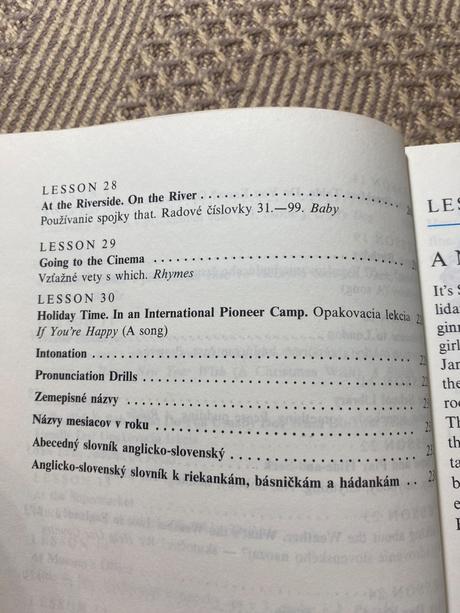 LESSON 28
At the Riverside. On the River
Používanie spojky that. Radové číslovky 31.—99. Baby
LESSON 29
Going to the Cinema
Vzťažné vety s which. Rhymes
LESSON 30
Holiday Time. In an International Pioneer Camp. Opakovacia lekcia
If You're Happy (A song)
Intonation
Pronunciation Drills
Zemepisné názvy
Názvy mesiacov v roku
Abecedný slovník anglicko-slovenský
Anglicko-slovenský slovník k riekankám, básničkám a hádankám
LES
A N
It's S
lida
ginn
girl
Jar
the
roo
Th
th
ta
b
e